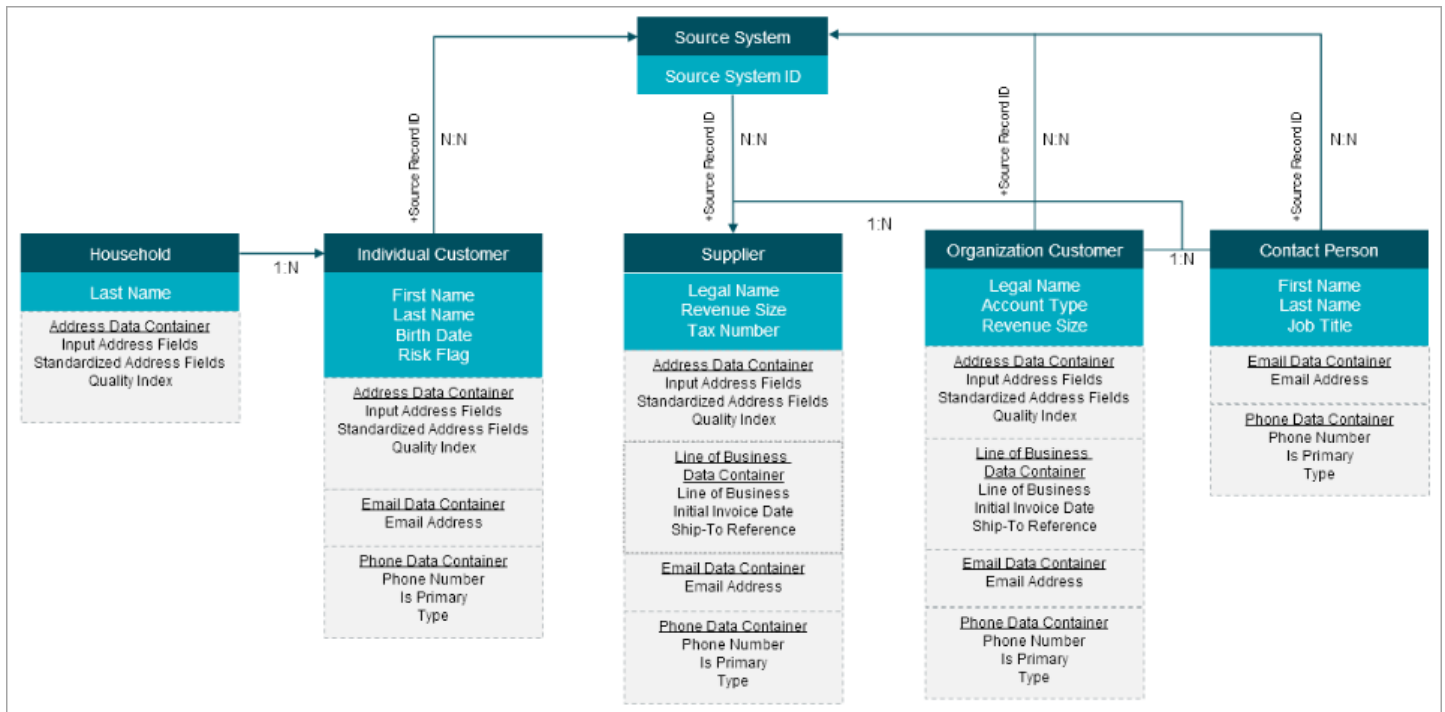 Source System
Source System ID
+Source Record ID
N:N
+Source Record ID
N:N
+Source Record ID
N:N
+Source Record ID
N:N
1:N
1:N
1:N
Household
Last Name
Address Data Container
Input Address Fields
Standardized Address Fields
Quality Index
Individual Customer
First Name
Last Name
Birth Date
Risk Flag
Address Data Container
Input Address Fields
Standardized Address Fields
Quality Index
Email Data Container
Email Address
Phone Data Container
Phone Number
Is Primary
Type
Supplier
Legal Name
Revenue Size
Tax Number
Address Data Container
Input Address Fields
Standardized Address Fields
Quality Index
Line of Business
Data Container
Line of Business
Initial Invoice Date
Ship-To Reference
Email Data Container
Email Address
Phone Data Container
Phone Number
Is Primary
Type
Organization Customer
Legal Name
Account Type
Revenue Size
Address Data Container
Input Address Fields
Standardized Address Fields
Quality Index
Line of Business
Data Container
Line of Business
Initial Invoice Date
Ship-To Reference
Email Data Container
Email Address
Phone Data Container
Phone Number
Is Primary
Type
Contact Person
First Name
Last Name
Job Title
Email Data Container
Email Address
Phone Data Container
Phone Number
Is Primary
Type